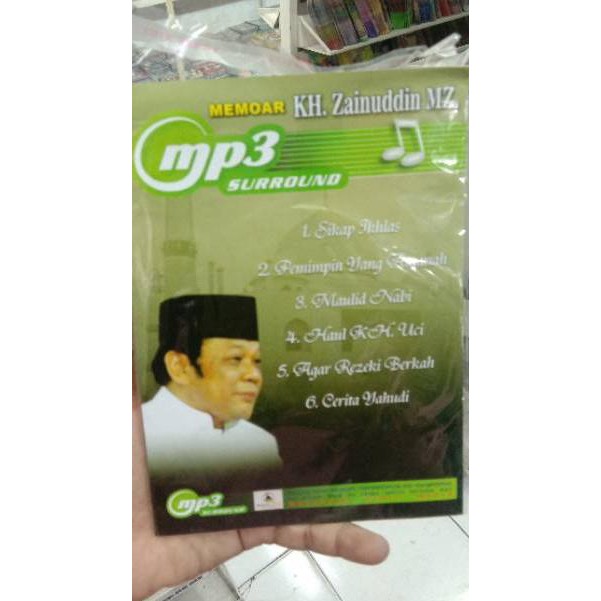 MEMOAR KH. Zainuddin MZ
mp3
SURROUND
1. Sikap Ikhlas
2. Pemimpin Yang
3. Maulid Nabi
4. Haul K.H. Uci
5. Agar Rezeki Berkah
6. Cerita Yahudi
mp3
SURROUND